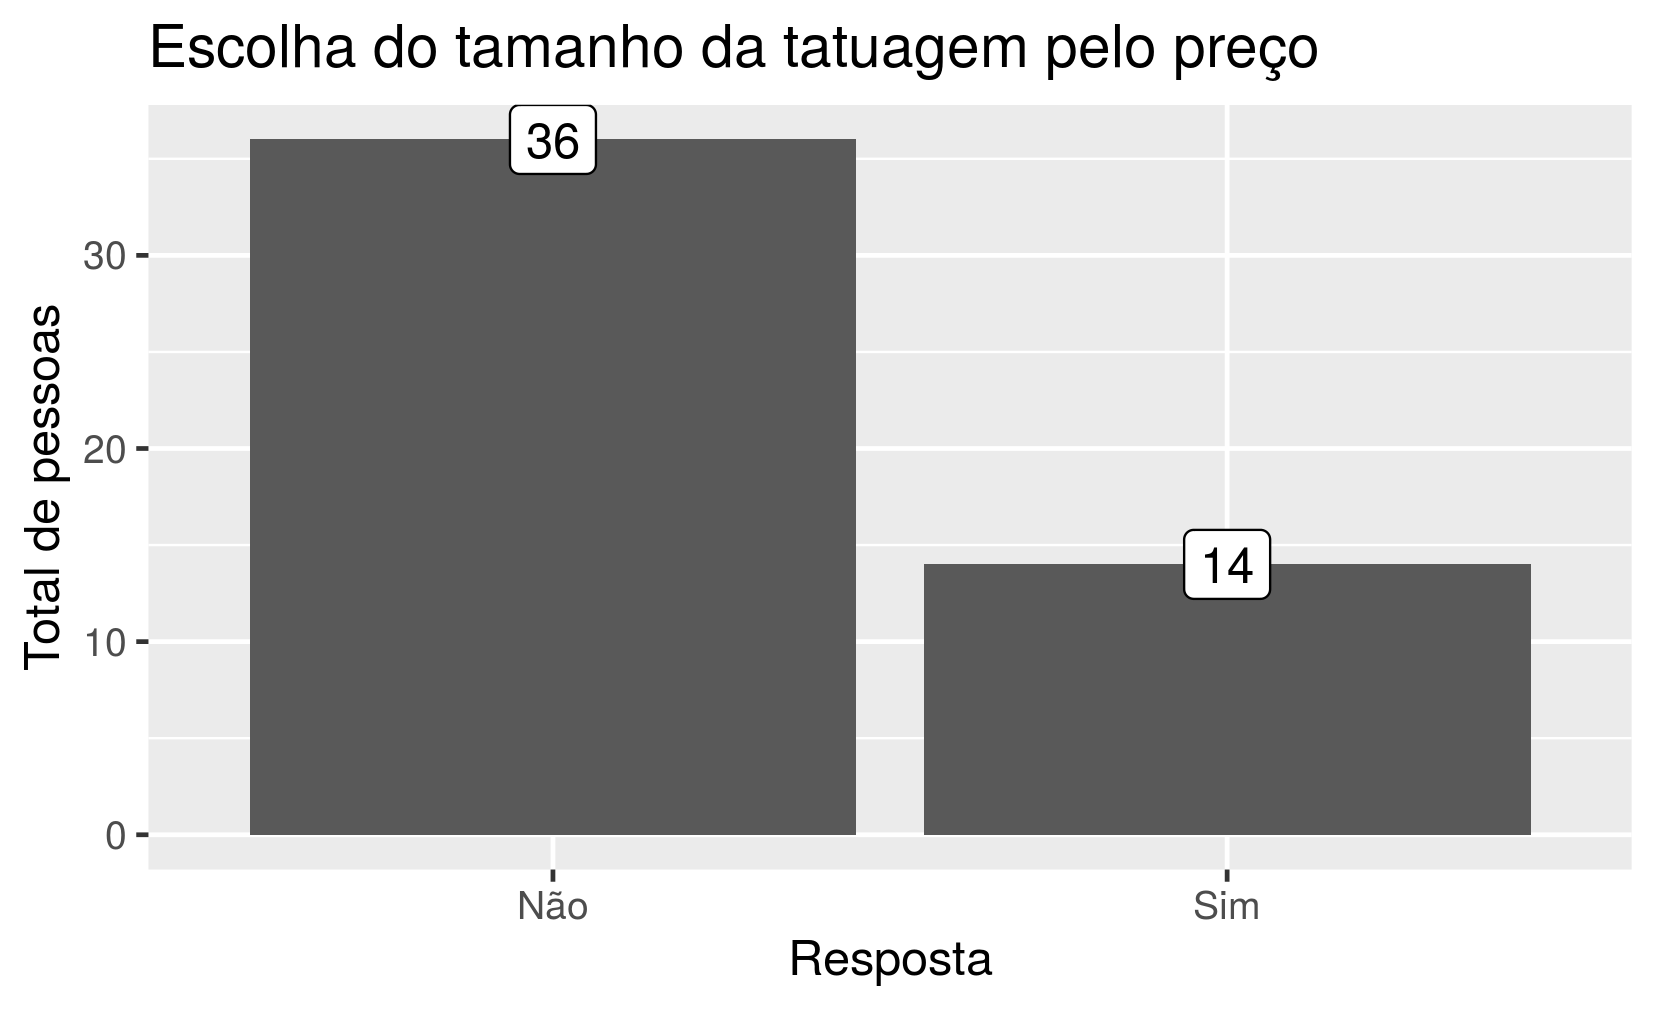 Escolha do tamanho da tatuagem pelo preço
36
14
30
20
10
0
Total de pessoas
Não
Sim
Resposta